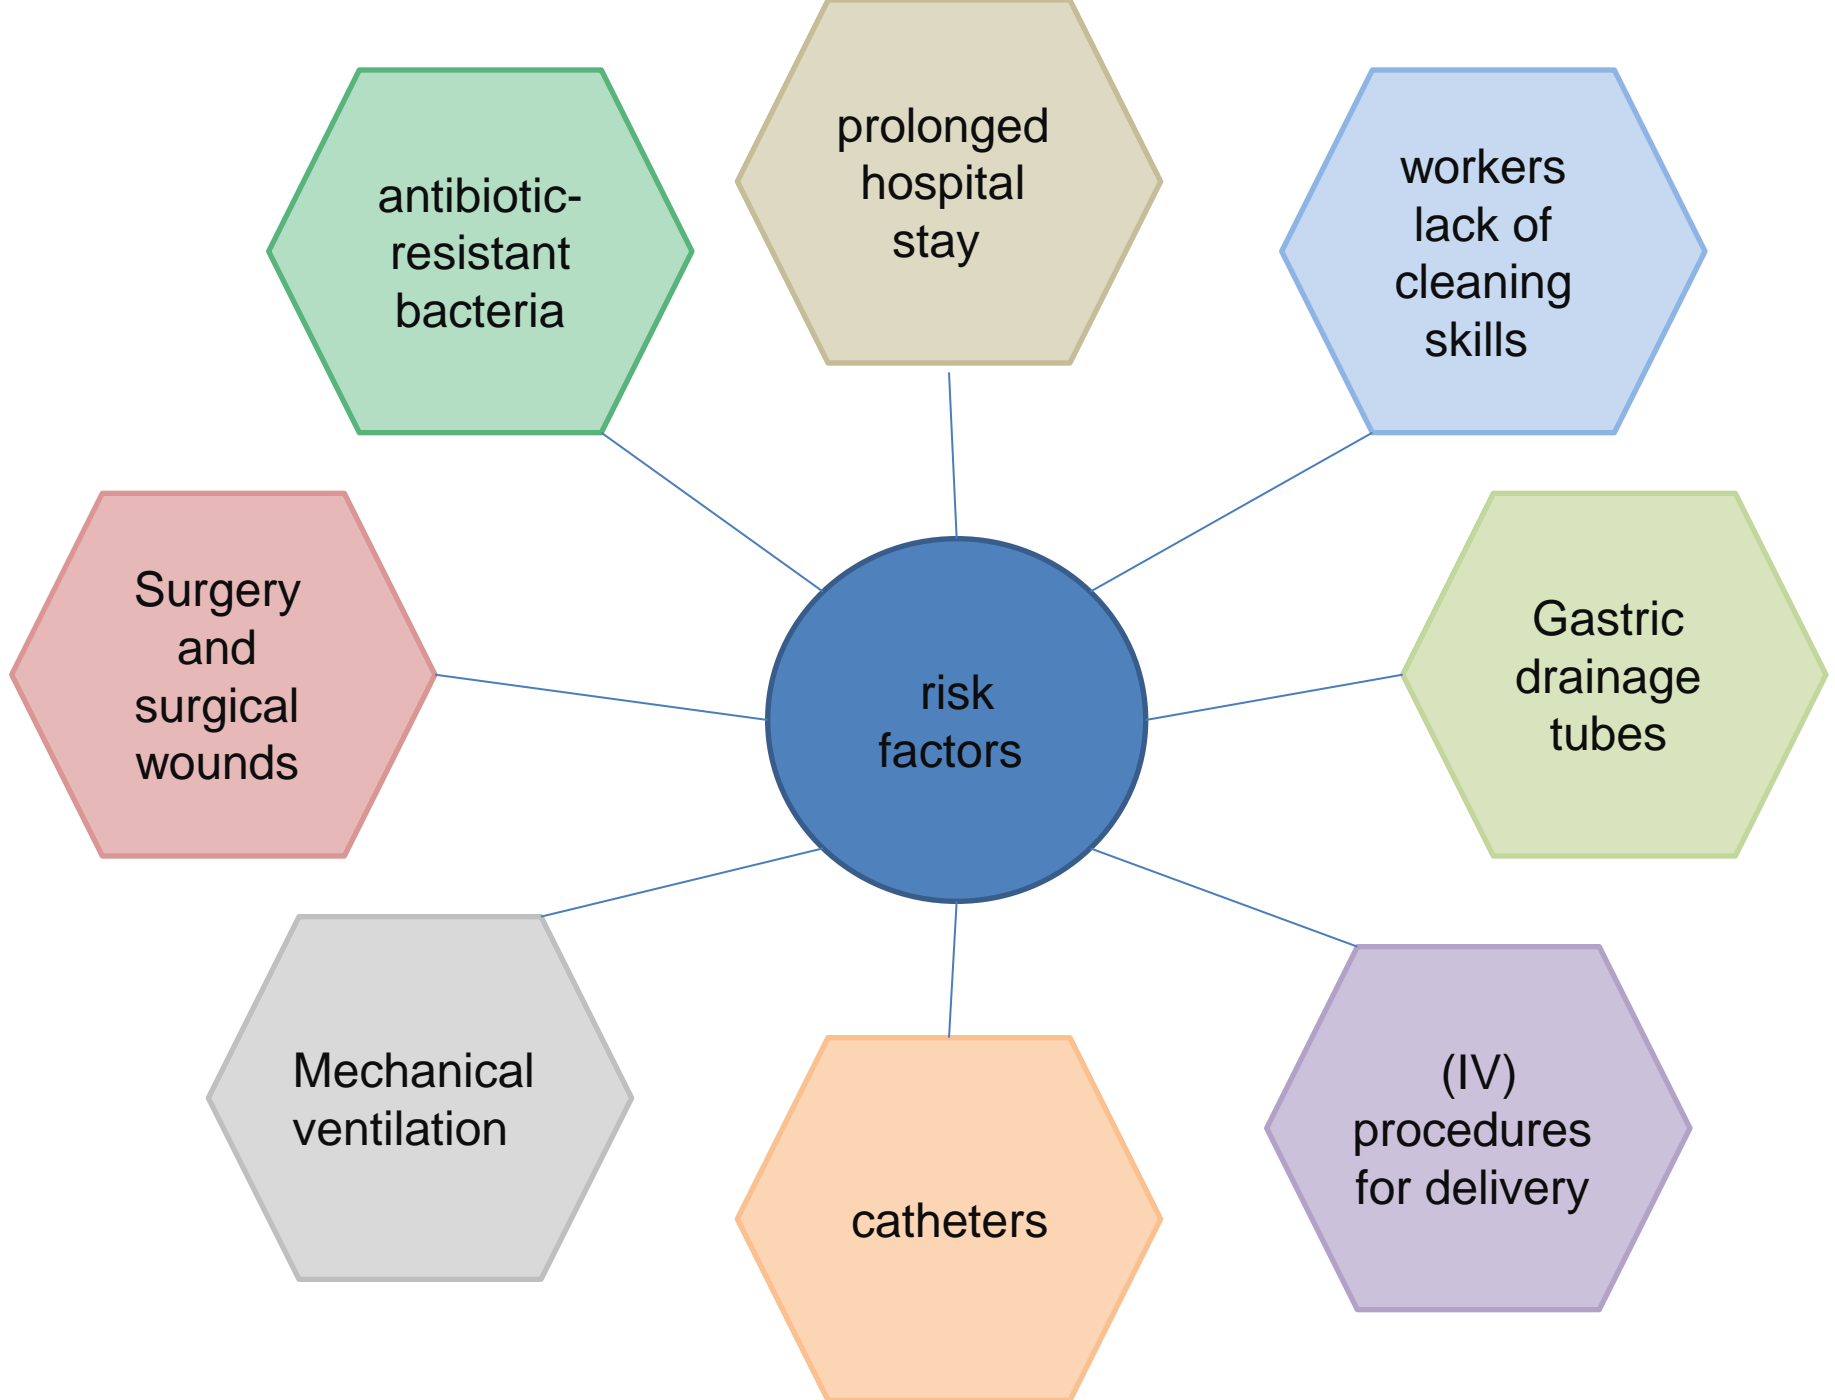 prolonged
hospital
stay
antibiotic-
resistant
bacteria
workers
lack of
cleaning
skills
Surgery
and
surgical
wounds
risk
factors
Gastric
drainage
tubes
Mechanical
ventilation
catheters
(IV)
procedures
for delivery